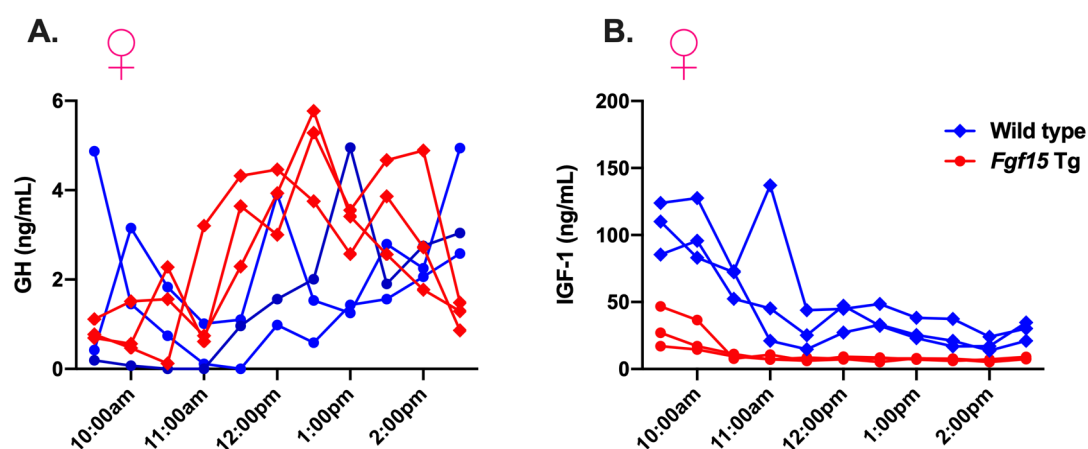 A.
GH (ng/mL)
6
4
2
0
10:00am
11:00am
12:00pm
1:00pm
2:00pm
B.
IGF-1 (ng/mL)
200
150
100
50
0
10:00am
11:00am
12:00pm
1:00pm
2:00pm
Wild type
Fgf15 Tg